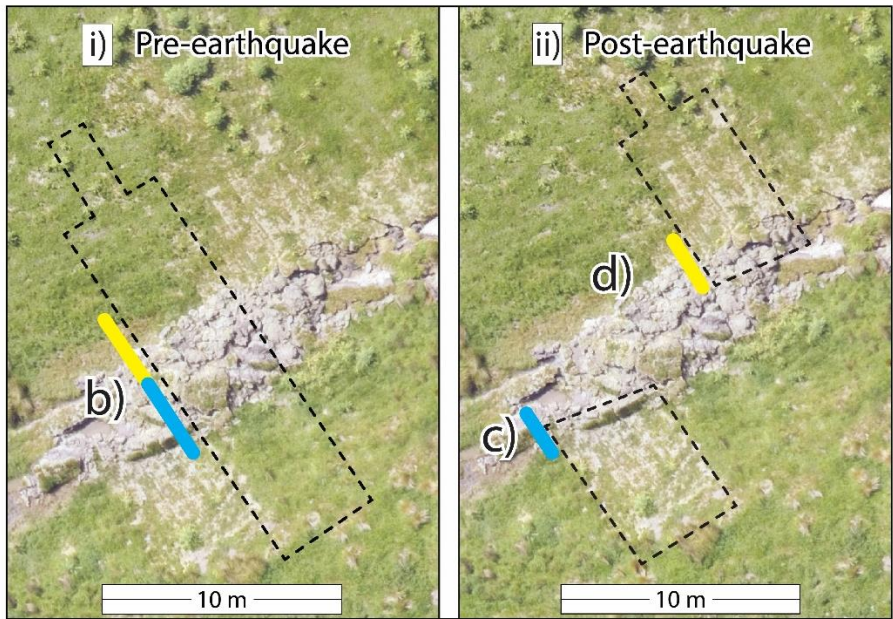 i) Pre-earthquake
b)
10 m
ii) Post-earthquake
d)
c)
10 m